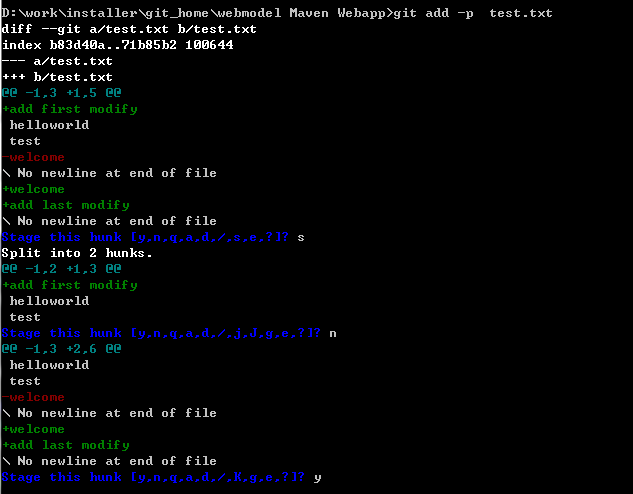 D:\work\installer\git_home\webmodel Maven Webapp>git add -p  test.txt
diff --git a/test.txt b/test.txt
index b83d40a..71b85b2 100644
--- a/test.txt
+++ b/test.txt
@@ -1,3 +1,5 @@
+add first modify
 helloworld
 test
-welcome
\ No newline at end of file
+welcome
+add last modify
\ No newline at end of file
Stage this hunk [y,n,q,a,d,/,s,e,?]? s
Split into 2 hunks.
@@ -1,2 +1,3 @@
+add first modify
 helloworld
 test
Stage this hunk [y,n,q,a,d,/,j,J,g,e,?]? n
@@ -1,3 +2,6 @@
 helloworld
 test
-welcome
\ No newline at end of file
+welcome
+add last modify
\ No newline at end of file
Stage this hunk [y,n,q,a,d,/,K,g,e,?]? y